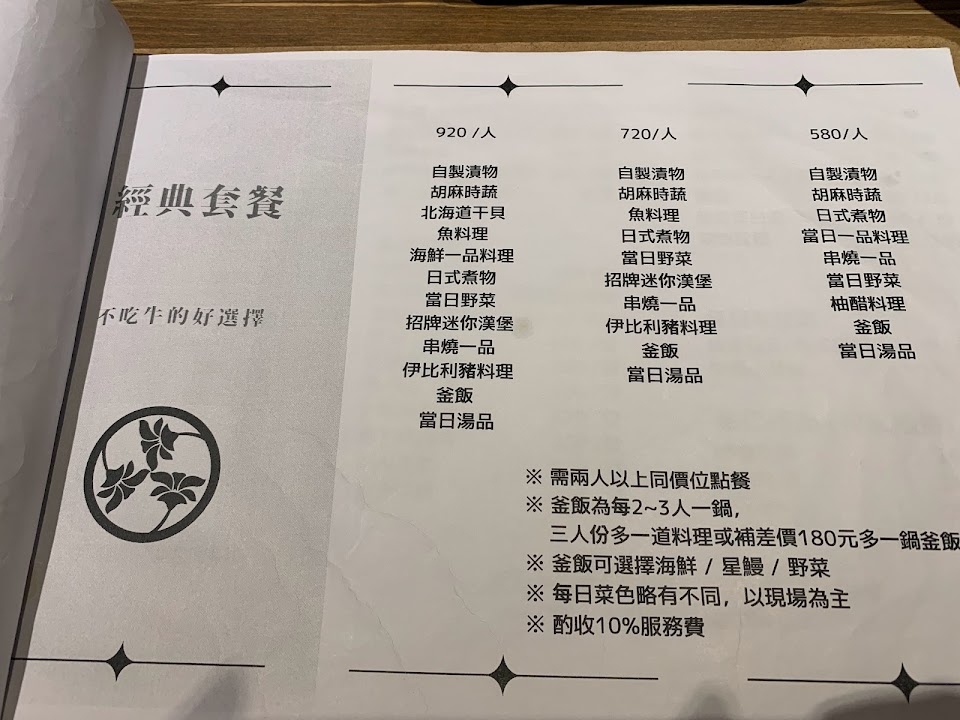 經典套餐
不吃牛的好選擇
920 /人
自製漬物
胡麻時蔬
北海道干貝
魚料理
海鮮一品料理
日式煮物
當日野菜
招牌迷你漢堡
串燒一品
伊比利豬料理
釜飯
當日湯品
720/人
自製漬物
胡麻時蔬
魚料理
日式煮物
當日野菜
招牌迷你漢堡
串燒一品
伊比利豬料理
釜飯
當日湯品
580/人
自製漬物
胡麻時蔬
日式煮物
當日一品料理
串燒一品
當日野菜
柚醋料理
釜飯
當日湯品
※ 需兩人以上同價位點餐
※ 釜飯為每2~3人一鍋,
三人份多一道料理或補差價180元多一鍋釜飯
※ 釜飯可選擇海鮮 / 星鰻 / 野菜
※ 每日菜色略有不同，以現場為主
※ 酌收10%服務費